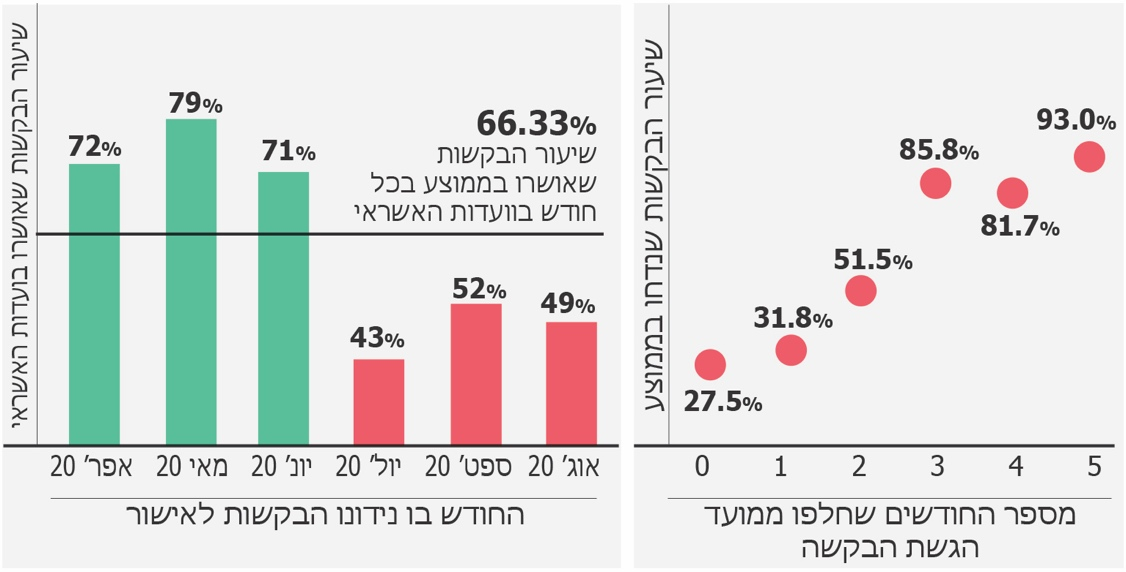 שיעור הבקשות שאושרו בועדות האשראי
72%
79%
71%
66.33%
שיעור הבקשות
שאושרו בממוצע בכל
חודש בוועדות האשראי
43%
52%
49%
אפר׳ 20
מאי 20
יונ׳ 20
יול׳ 20
ספט׳ 20
אוג׳ 20
החודש בו נידונו הבקשות לאישור
שיעור הבקשות שנדחו בממוצע
27.5%
31.8%
51.5%
85.8%
81.7%
93.0%
0
1
2
3
4
5
מספר החודשים שחלפו ממועד
הגשת הבקשה